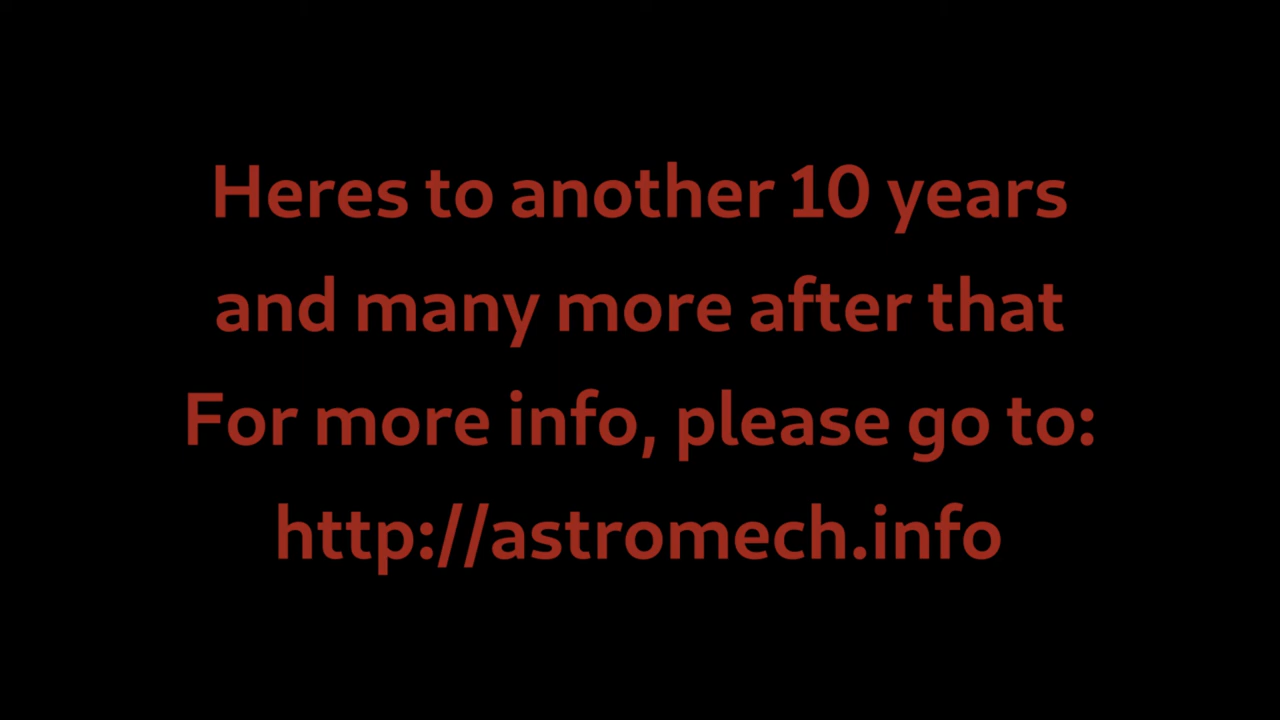 Heres to another 10 years
and many more after that
For more info, please go to:
http://astromech.info